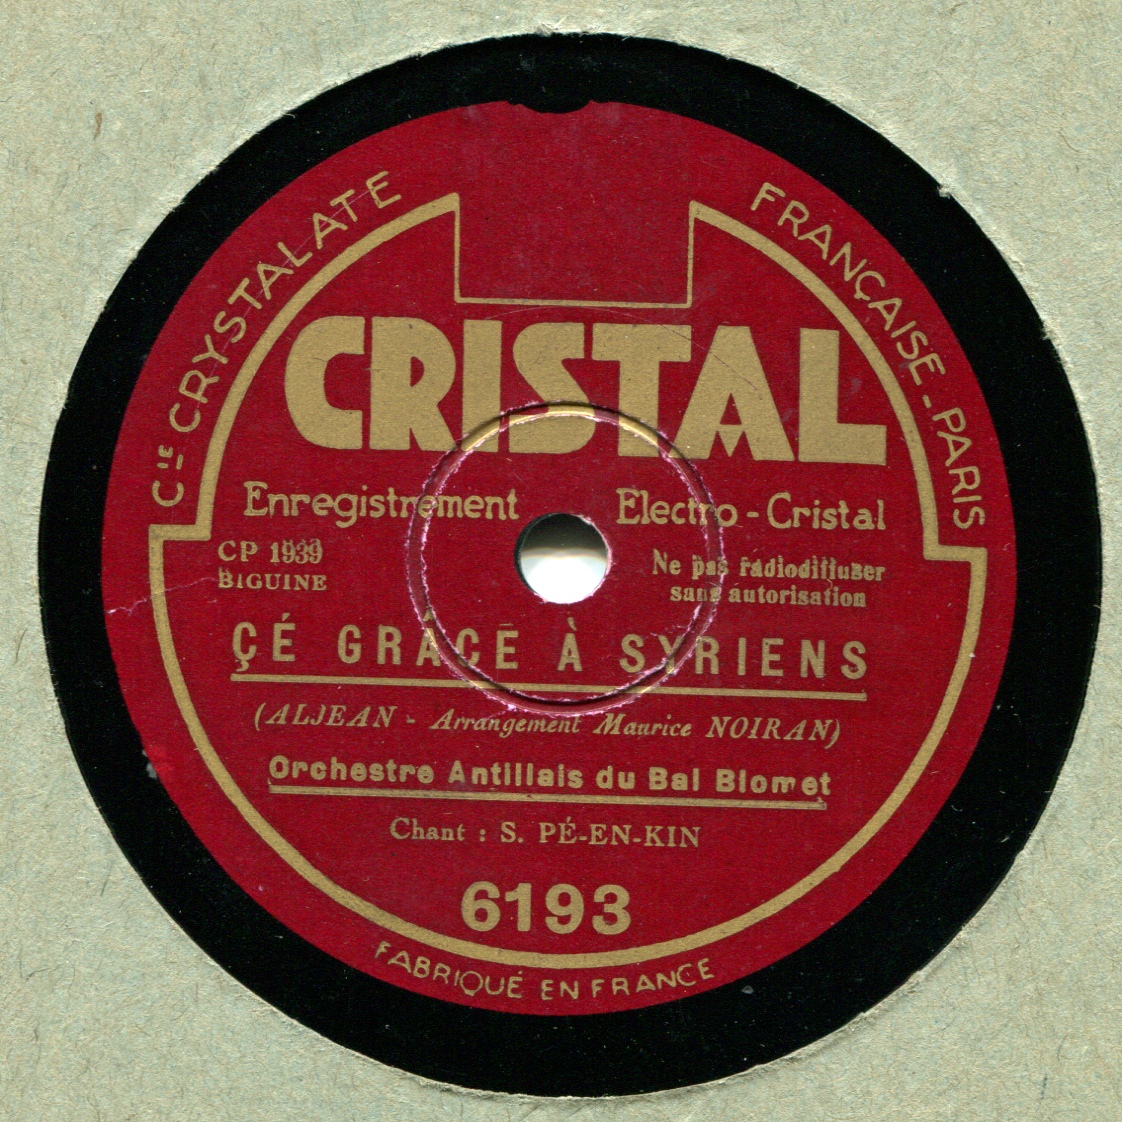 Cie CRYSTALATE FRANÇAISE - PARIS
CRISTAL
Enregistrement Electro-Cristal
CP 1939
BIGUINE
Ne pas radiodiffuser
sans autorisation
ÇÉ GRÂCE À SYRIENS
(ALJEAN - Arrangement Maurice NOIRAN)
Orchestre Antillais du Bal Blomet
Chant : S. PÉ-EN-KIN
6193
FABRIQUÉ EN FRANCE